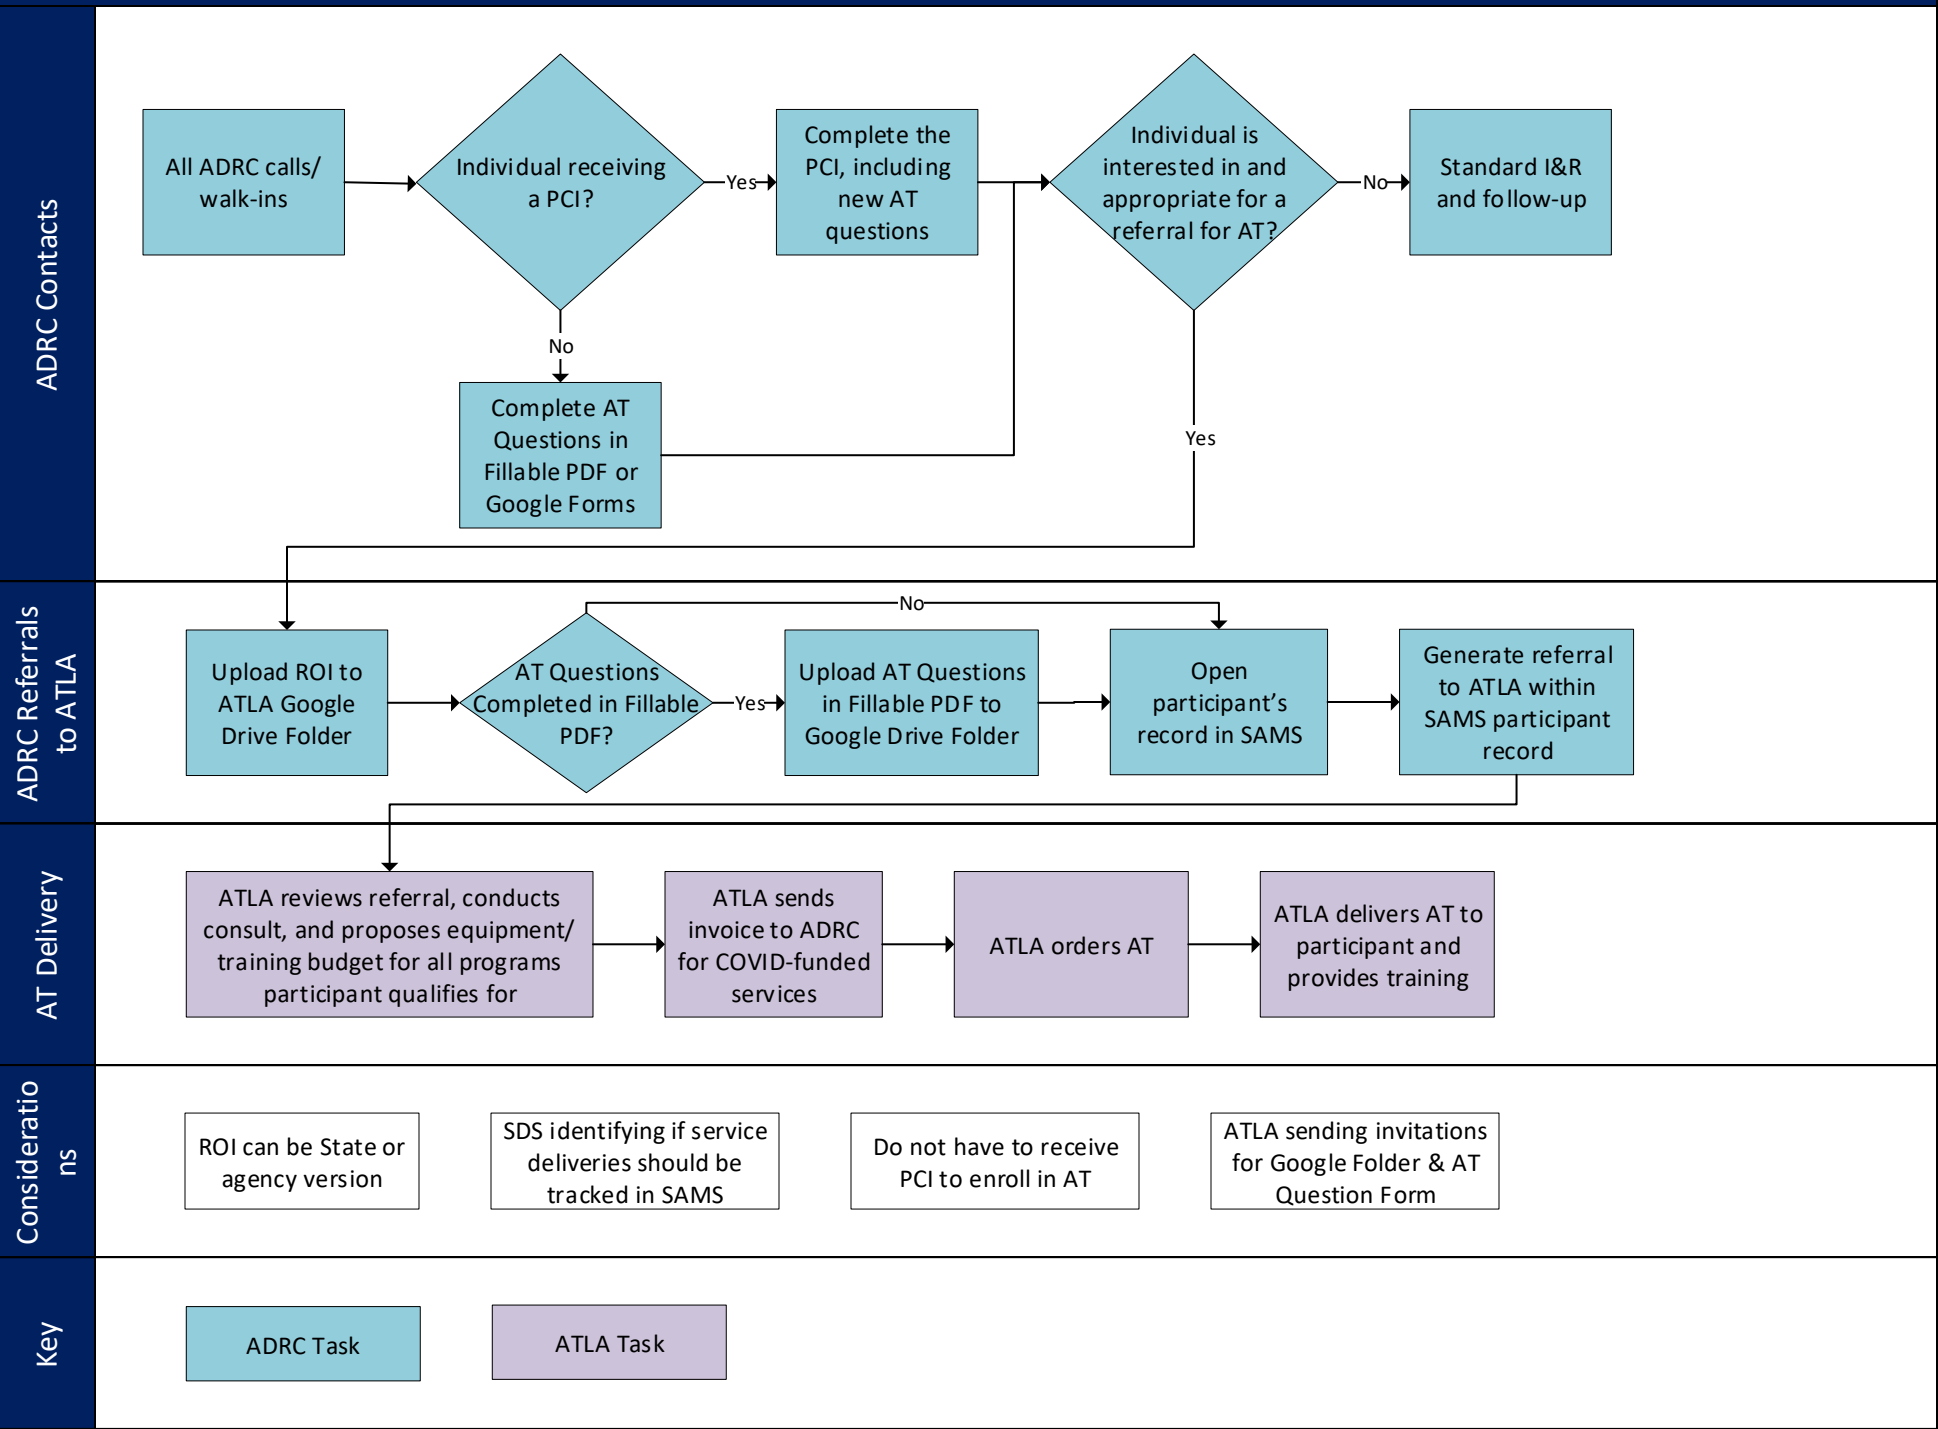 ADRC Contacts
All ADRC calls/
walk-ins
Individual receiving
a PCI?
Yes
Complete the
PCI, including
new AT
questions
Individual is
interested in and
appropriate for a
referral for AT?
No
Standard I&R
and follow-up
No
Complete AT
Questions in
Fillable PDF or
Google Forms
Yes
ADRC Referrals
to ATLA
Upload ROI to
ATLA Google
Drive Folder
AT Questions
Completed in Fillable
PDF?
No
Yes
Upload AT Questions
in Fillable PDF to
Google Drive Folder
Open
participant’s
record in SAMS
Generate referral
to ATLA within
SAMS participant
record
AT Delivery
ATLA reviews referral, conducts
consult, and proposes equipment/
training budget for all programs
participant qualifies for
ATLA sends
invoice to ADRC
for COVID-funded
services
ATLA orders AT
ATLA delivers AT to
participant and
provides training
Consideratio
ns
ROI can be State or
agency version
SDS identifying if service
deliveries should be
tracked in SAMS
Do not have to receive
PCI to enroll in AT
ATLA sending invitations
for Google Folder & AT
Question Form
Key
ADRC Task
ATLA Task